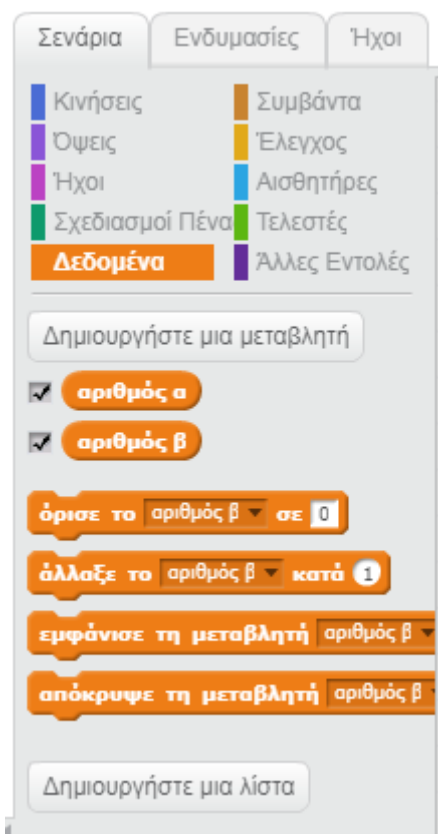 Σενάρια Ενδυμασίες Ήχοι
Κινήσεις Συμβάντα
Όψεις Έλεγχος
Ήχοι Αισθητήρες
Σχεδιασμοί Πένα Τελεστές
Δεδομένα Άλλες Εντολές
Δημιουργήστε μια μεταβλητή
αριθμός α
αριθμός β
όρισε το αριθμός β σε 0
άλλαξε το αριθμός β κατά 1
εμφάνισε τη μεταβλητή αριθμός β
απόκρυψε τη μεταβλητή αριθμός β
Δημιουργήστε μια λίστα